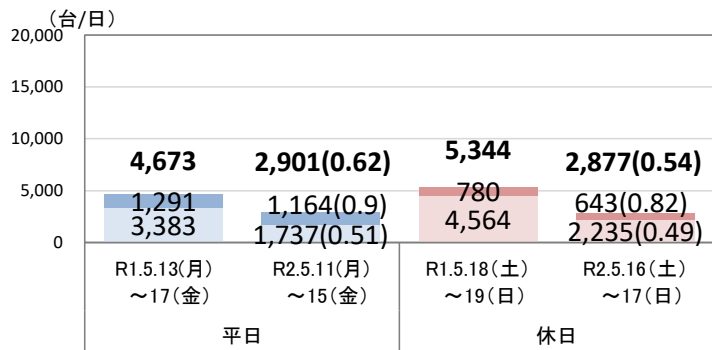 （台/日）
20,000
15,000
10,000
5,000
0
4,673
2,901(0.62)
5,344
2,877(0.54)
1,291
1,164(0.9)
780
643(0.82)
3,383
1,737(0.51)
4,564
2,235(0.49)
R1.5.13(月)
～17(金)
R2.5.11(月)
～15(金)
R1.5.18(土)
～19(日)
R2.5.16(土)
～17(日)
平日
休日